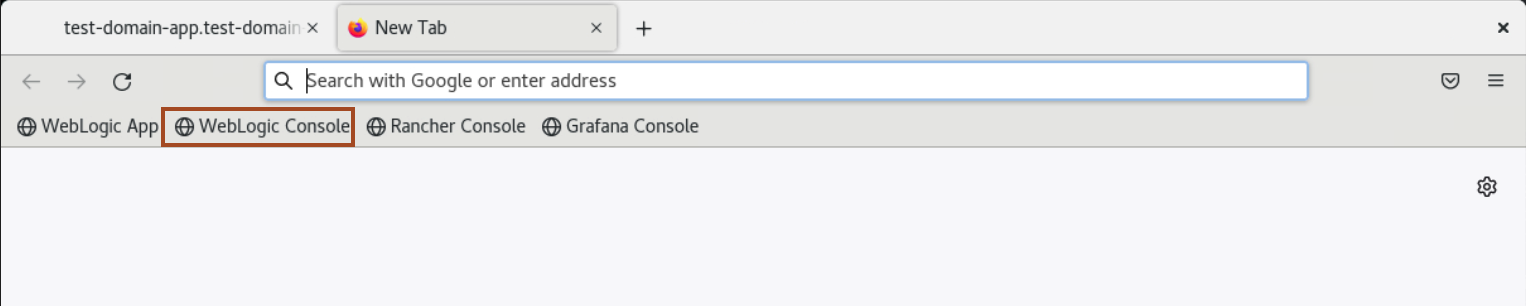 test-domain-app.test-domain
New Tab
Search with Google or enter address
WebLogic App WebLogic Console Rancher Console Grafana Console